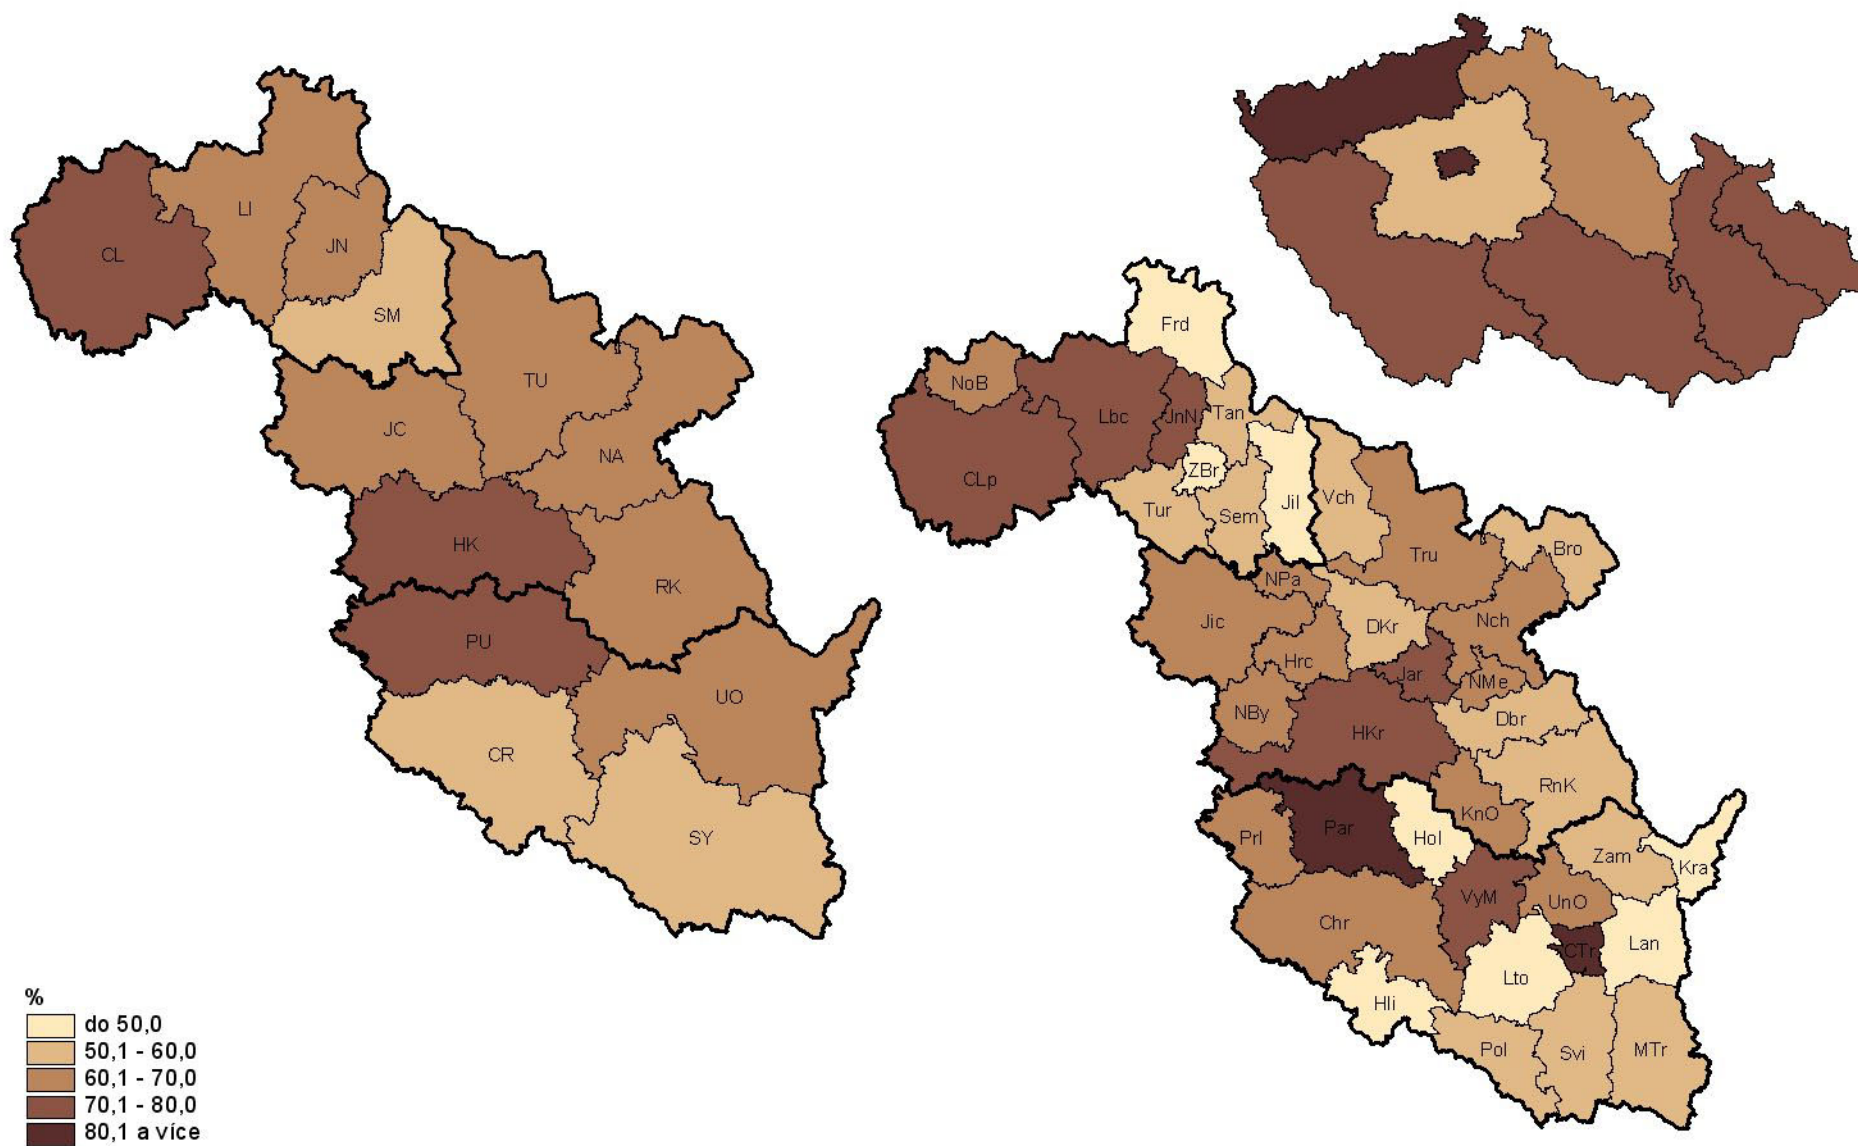 LI
CL
JN
SM
TU
JC
NA
HK
RK
PU
UO
CR
SY
Frd
NoB
Lbc
JnN
Tan
ZBr
CLp
Tur
Sem
Jil
Vch
Tru
Bro
NPa
Jic
DKr
Nch
Hrc
Jar
NMe
NBy
HKr
Dbr
RnK
KnO
Prl
Par
Hol
Zam
Kra
VyM
UnO
Chr
CTr
Lan
Lto
Hli
Pol
Svi
MTr
%
do 50,0
50,1 - 60,0
60,1 - 70,0
70,1 - 80,0
80,1 a více